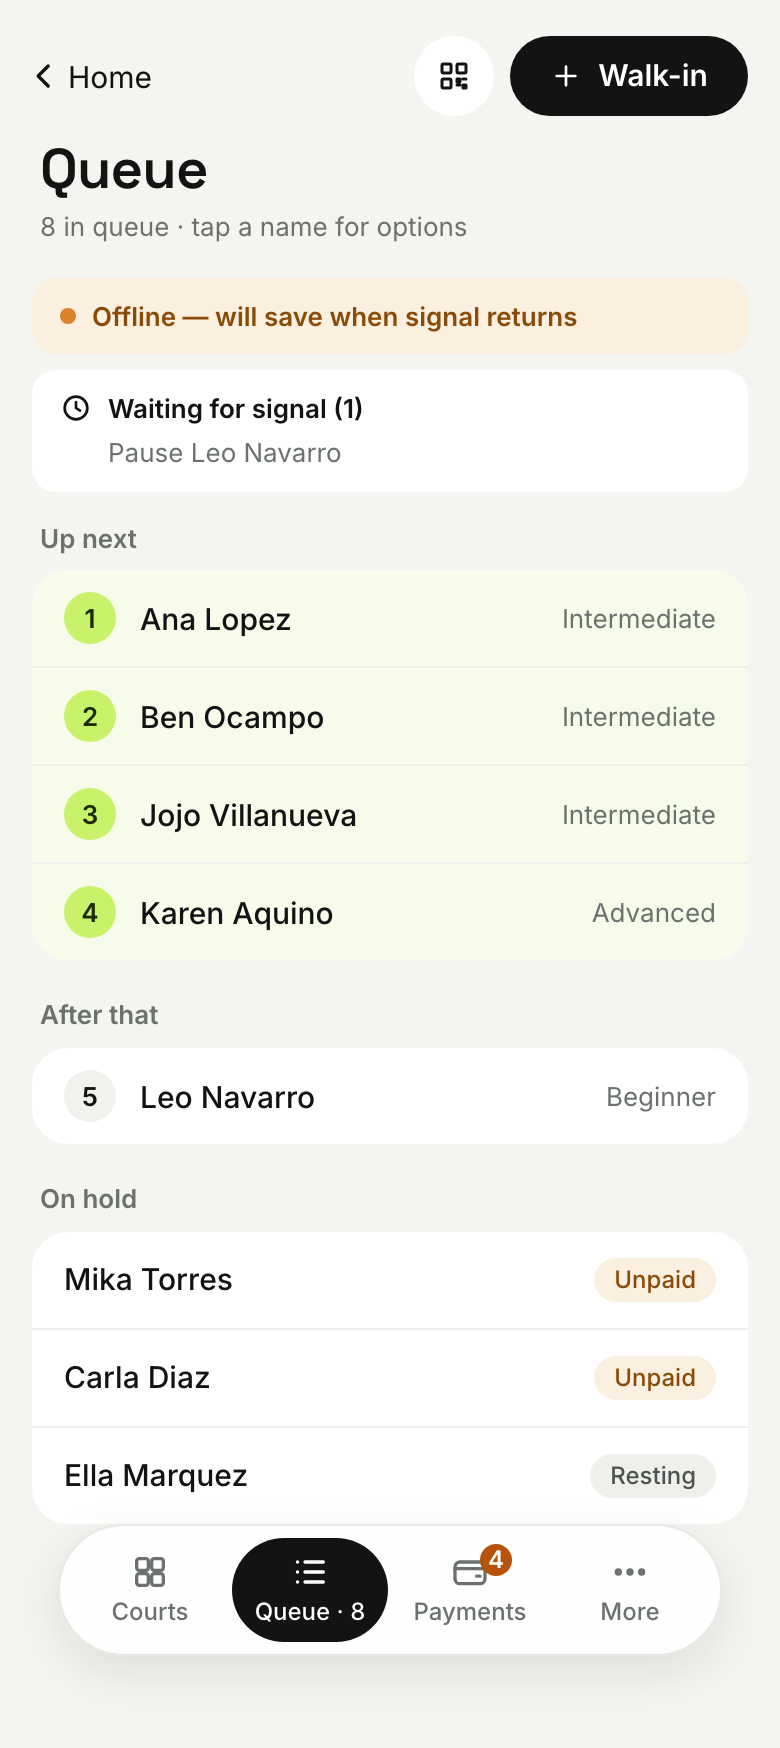 Home
Walk-in
Queue
8 in queue · tap a name for options
Offline — will save when signal returns
Waiting for signal (1)
Pause Leo Navarro
Up next
1 Ana Lopez Intermediate
2 Ben Ocampo Intermediate
3 Jojo Villanueva Intermediate
4 Karen Aquino Advanced
After that
5 Leo Navarro Beginner
On hold
Mika Torres Unpaid
Carla Diaz Unpaid
Ella Marquez Resting
4
Courts Queue · 8 Payments More